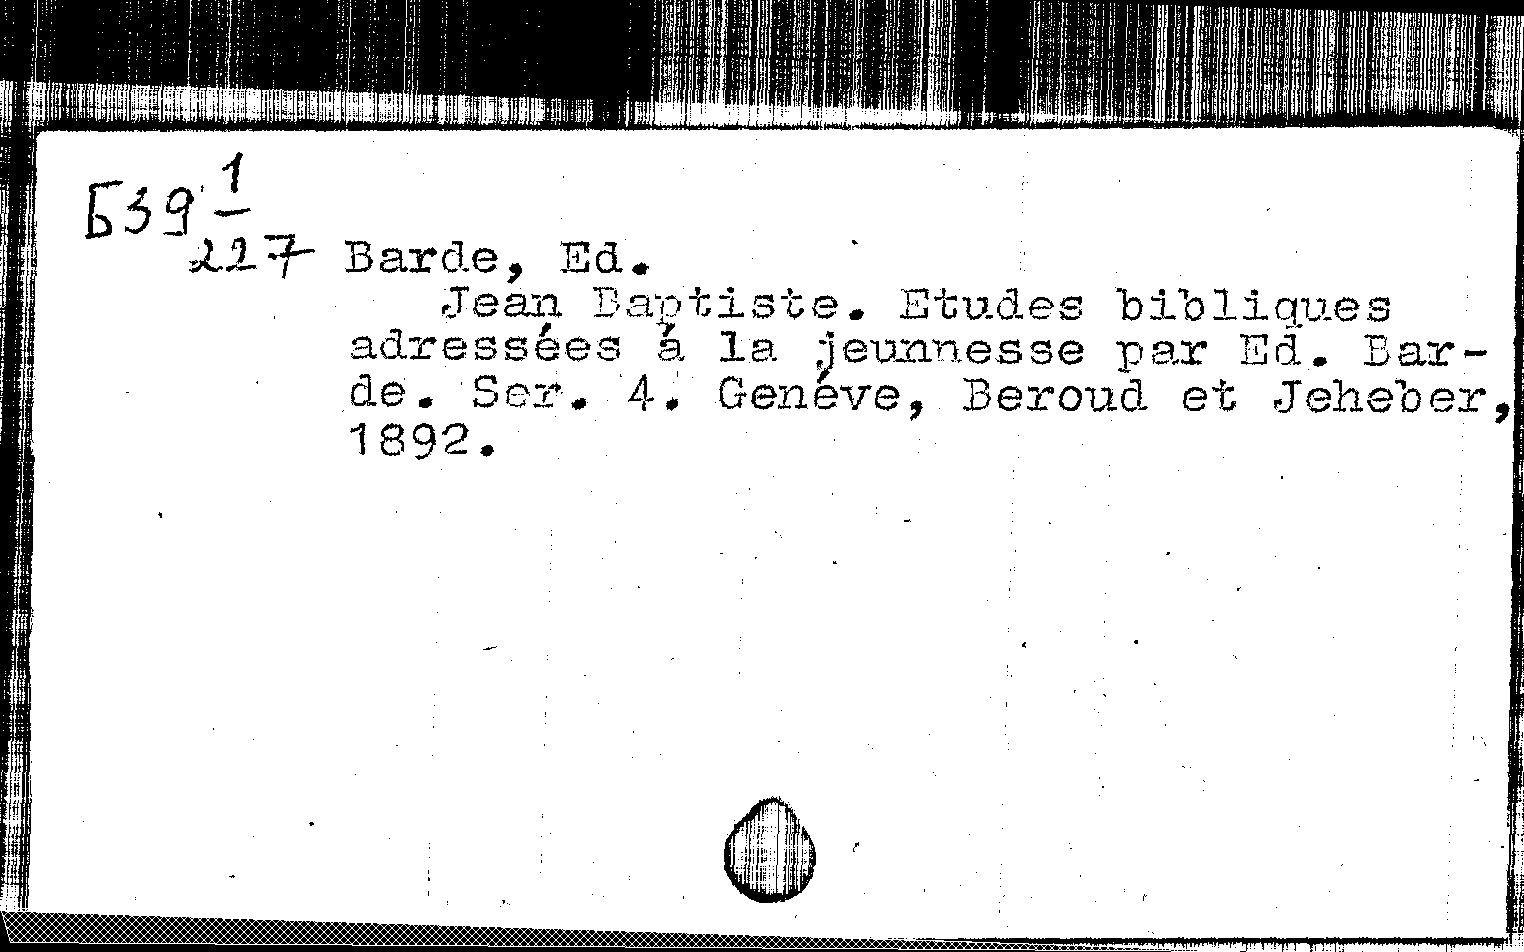 Б39 1/227
Barde, Ed.
Jean Baptiste. Etudes bibliques
adressées á la jeunnesse par Ed. Bar-
de. Ser. 4. Genéve, Beroud et Jeheber,
1892.